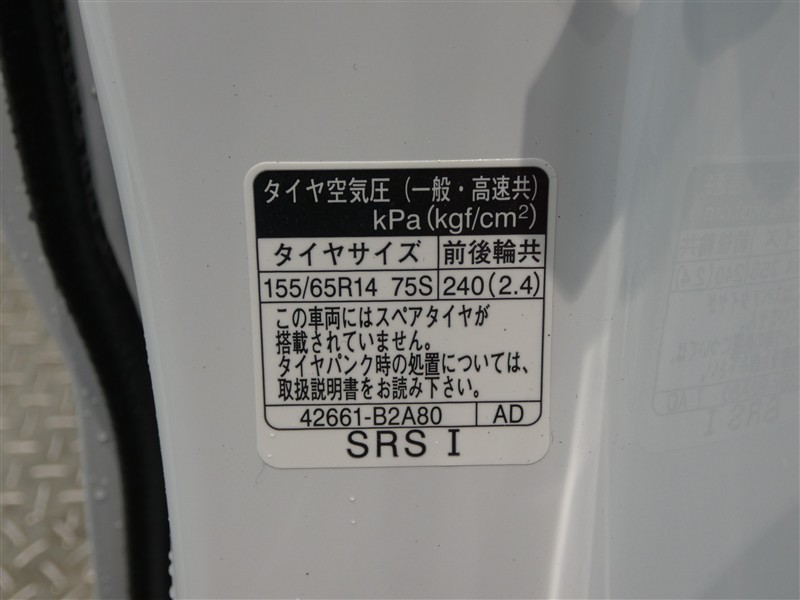 タイヤ空気圧（一般・高速共）
kPa(kgf/cm²)
タイヤサイズ 前後輪共
155/65R14 75S 240(2.4)
この車両にはスペアタイヤが
搭載されていません。
タイヤパンク時の処置については、
取扱説明書をお読み下さい。
42661-B2A80 AD
SRS I